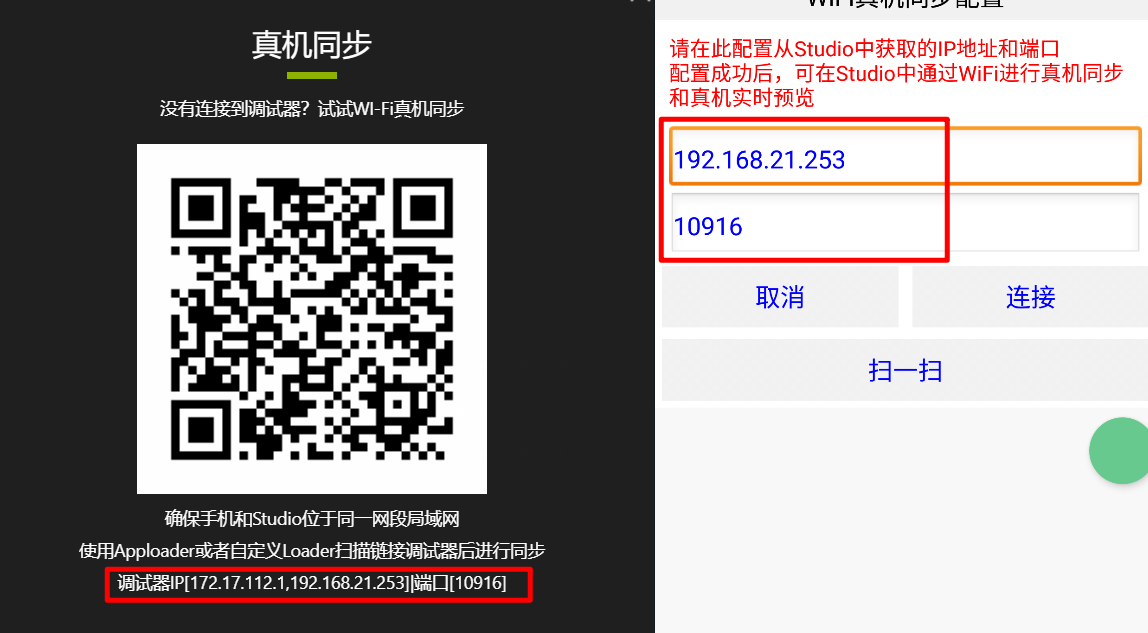 真机同步
没有连接到调试器？试试WI-Fi真机同步
确保手机和Studio位于同一网段局域网
使用Apploader或者自定义Loader扫描链接调试器后进行同步
调试器IP[172.17.112.1,192.168.21.253]|端口[10916]
WiFi真机同步配置
请在此配置从Studio中获取的IP地址和端口
配置成功后，可在Studio中通过WiFi进行真机同步
和真机实时预览
192.168.21.253
10916
取消
连接
扫一扫